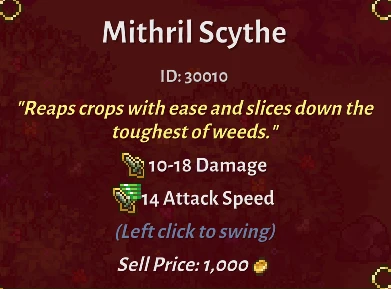 Mithril Scythe
ID: 30010
"Reaps crops with ease and slices down the
toughest of weeds."
10-18 Damage
14 Attack Speed
(Left click to swing)
Sell Price: 1,000